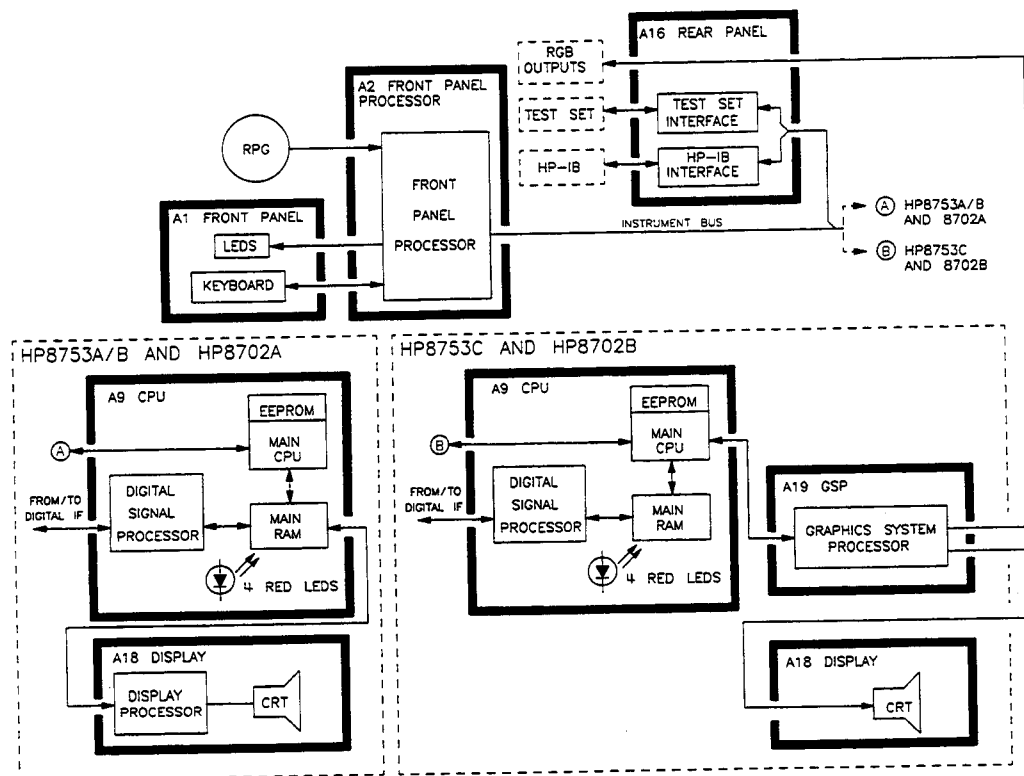 A16 REAR PANEL
RGB
OUTPUTS
A2 FRONT PANEL
PROCESSOR
TEST SET
TEST SET
INTERFACE
RPG
HP-IB
HP-IB
INTERFACE
FRONT
PANEL
PROCESSOR
A1 FRONT PANEL
LEDS
KEYBOARD
INSTRUMENT BUS
A HP8753A/B
AND 8702A
B HP8753C
AND 8702B
HP8753A/B AND HP8702A
A9 CPU
EEPROM
MAIN
CPU
A
DIGITAL
SIGNAL
PROCESSOR
FROM/TO
DIGITAL IF
MAIN
RAM
4 RED LEDS
A18 DISPLAY
DISPLAY
PROCESSOR
CRT
HP8753C AND HP8702B
A9 CPU
EEPROM
MAIN
CPU
B
DIGITAL
SIGNAL
PROCESSOR
FROM/TO
DIGITAL IF
MAIN
RAM
4 RED LEDS
A19 GSP
GRAPHICS SYSTEM
PROCESSOR
A18 DISPLAY
CRT